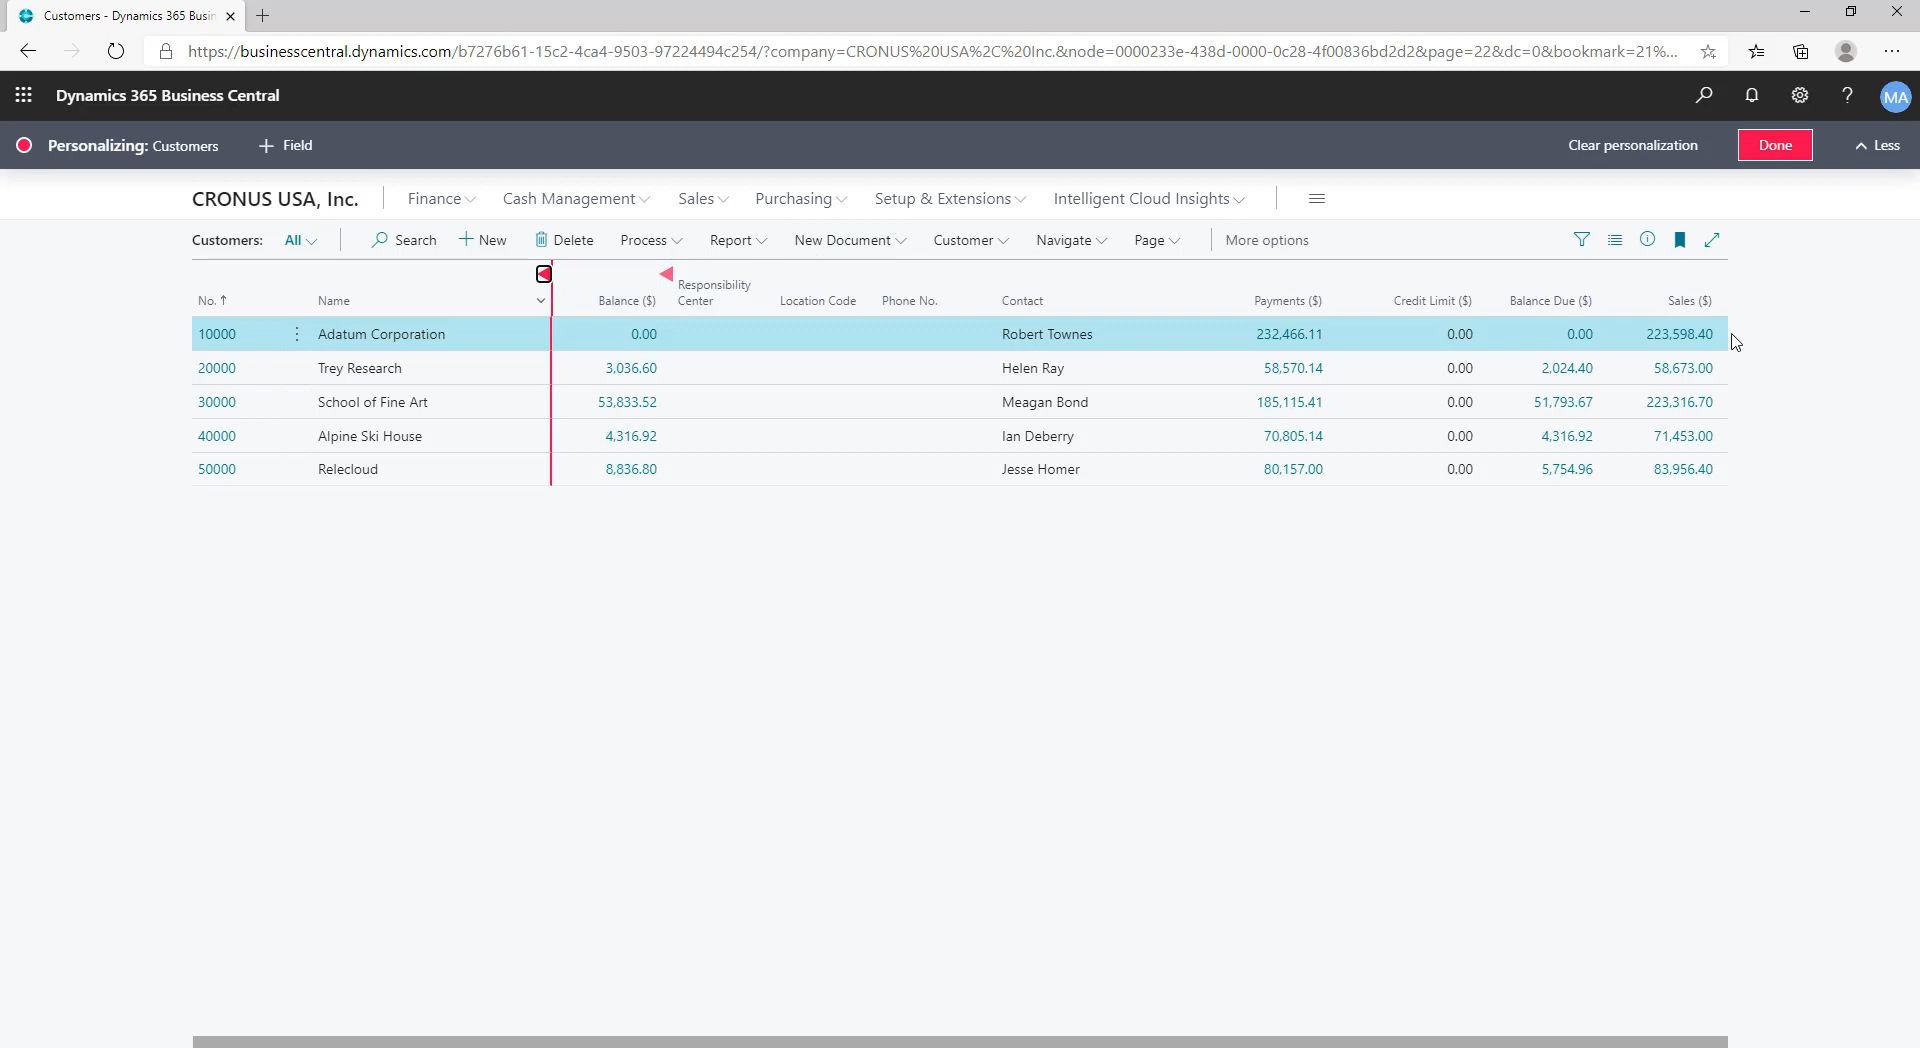 Customers - Dynamics 365 Busin
https://businesscentral.dynamics.com/b7276b61-15c2-4ca4-9503-97224494c254/?company=CRONUS%20USA%2C%20Inc.&node=0000233e-438d-0000-0c28-4f00836bd2d2&page=22&dc=0&bookmark=21%...
Dynamics 365 Business Central MA
Personalizing: Customers Field Clear personalization Done Less
CRONUS USA, Inc. Finance Cash Management Sales Purchasing Setup & Extensions Intelligent Cloud Insights
Customers: All Search New Delete Process Report New Document Customer Navigate Page More options
No. ↑ Name Balance ($) Responsibility Center Location Code Phone No. Contact Payments ($) Credit Limit ($) Balance Due ($) Sales ($)
10000 Adatum Corporation 0.00 Robert Townes 232,466.11 0.00 0.00 223,598.40
20000 Trey Research 3,036.60 Helen Ray 58,570.14 0.00 2,024.40 58,673.00
30000 School of Fine Art 53,833.52 Meagan Bond 185,115.41 0.00 51,793.67 223,316.70
40000 Alpine Ski House 4,316.92 Ian Deberry 70,805.14 0.00 4,316.92 71,453.00
50000 Relecloud 8,836.80 Jesse Homer 80,157.00 0.00 5,754.96 83,956.40